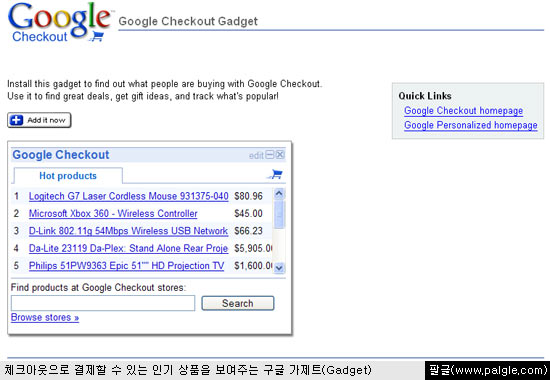 Google™
Checkout
Google Checkout Gadget
Install this gadget to find out what people are buying with Google Checkout.
Use it to find great deals, get gift ideas, and track what's popular!
Add it now
Quick Links
Google Checkout homepage
Google Personalized homepage
Google Checkout
edit
Hot products
1 Logitech G7 Laser Cordless Mouse 931375-040 $80.96
2 Microsoft Xbox 360 - Wireless Controller $45.00
3 D-Link 802.11g 54Mbps Wireless USB Network $66.23
4 Da-Lite 23119 Da-Plex: Stand Alone Rear Proje $5,905.00
5 Philips 51PW9363 Epic 51"" HD Projection TV $1,600.
Find products at Google Checkout stores:
Search
Browse stores »
체크아웃으로 결제할 수 있는 인기 상품을 보여주는 구글 가제트(Gadget)
팔글(www.palgle.com)